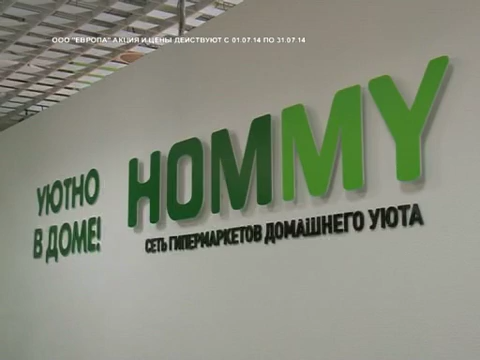 ООО "ЕВРОПА" АКЦИЯ И ЦЕНЫ ДЕЙСТВУЮТ С 01.07.14 ПО 31.07.14
УЮТНО
В ДОМЕ!
HOMMY
СЕТЬ ГИПЕРМАРКЕТОВ ДОМАШНЕГО УЮТА